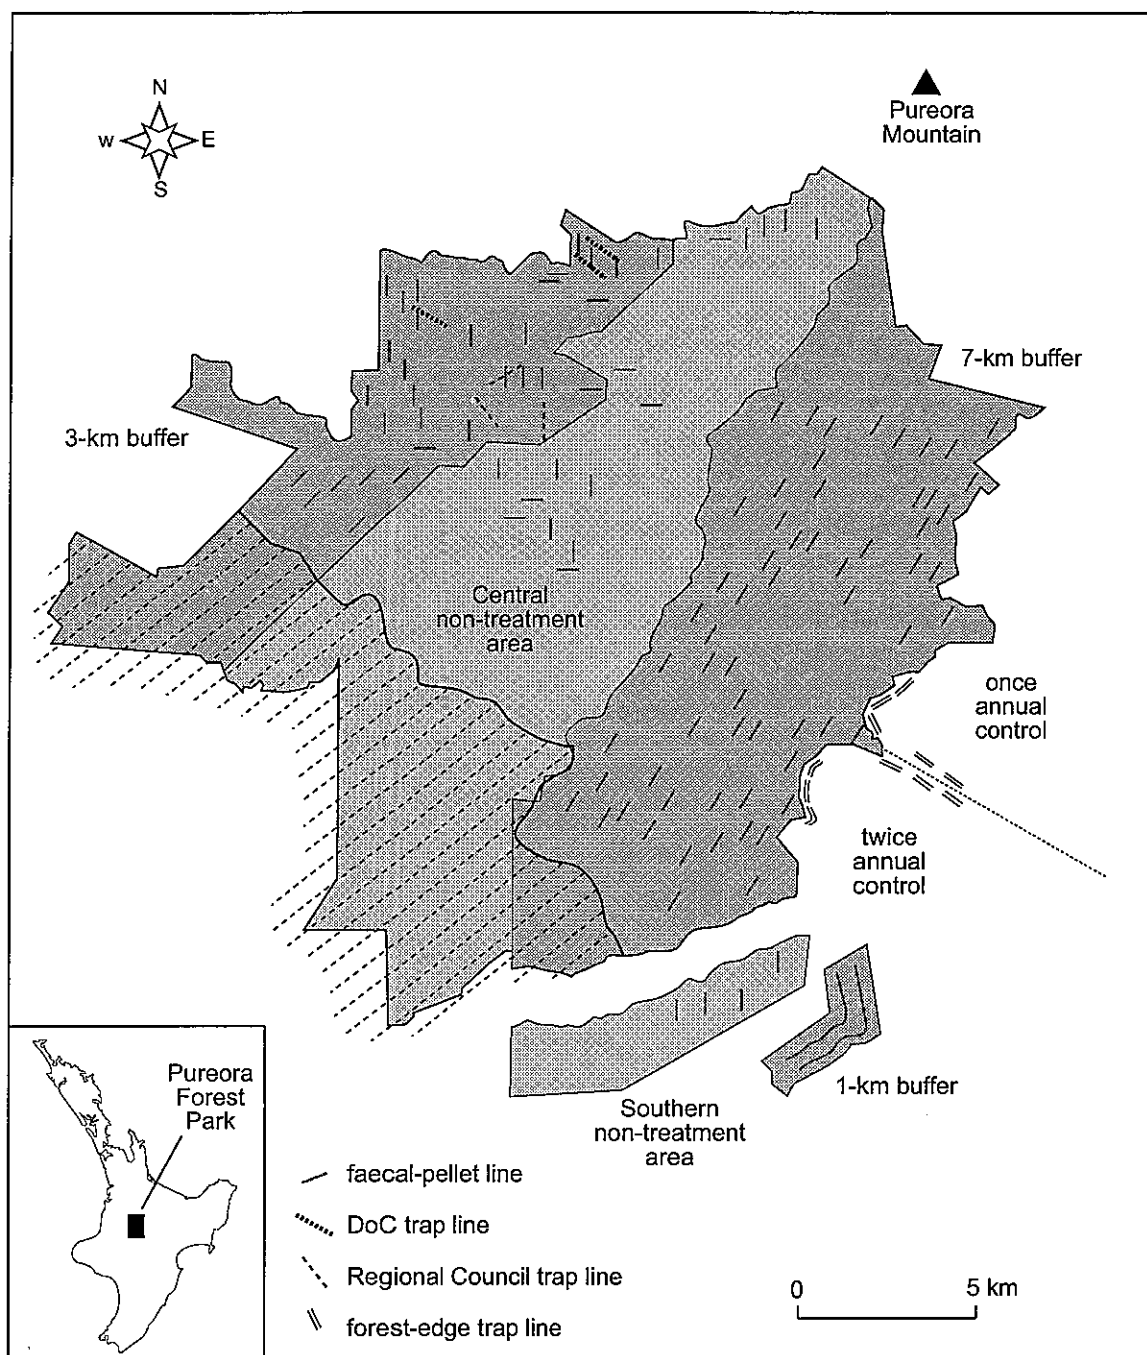 N
W E
S
Pureora
Mountain
7-km buffer
3-km buffer
Central
non-treatment
area
once
annual
control
twice
annual
control
1-km buffer
Southern
non-treatment
area
Pureora
Forest
Park
faecal-pellet line
DoC trap line
Regional Council trap line
forest-edge trap line
0 5 km